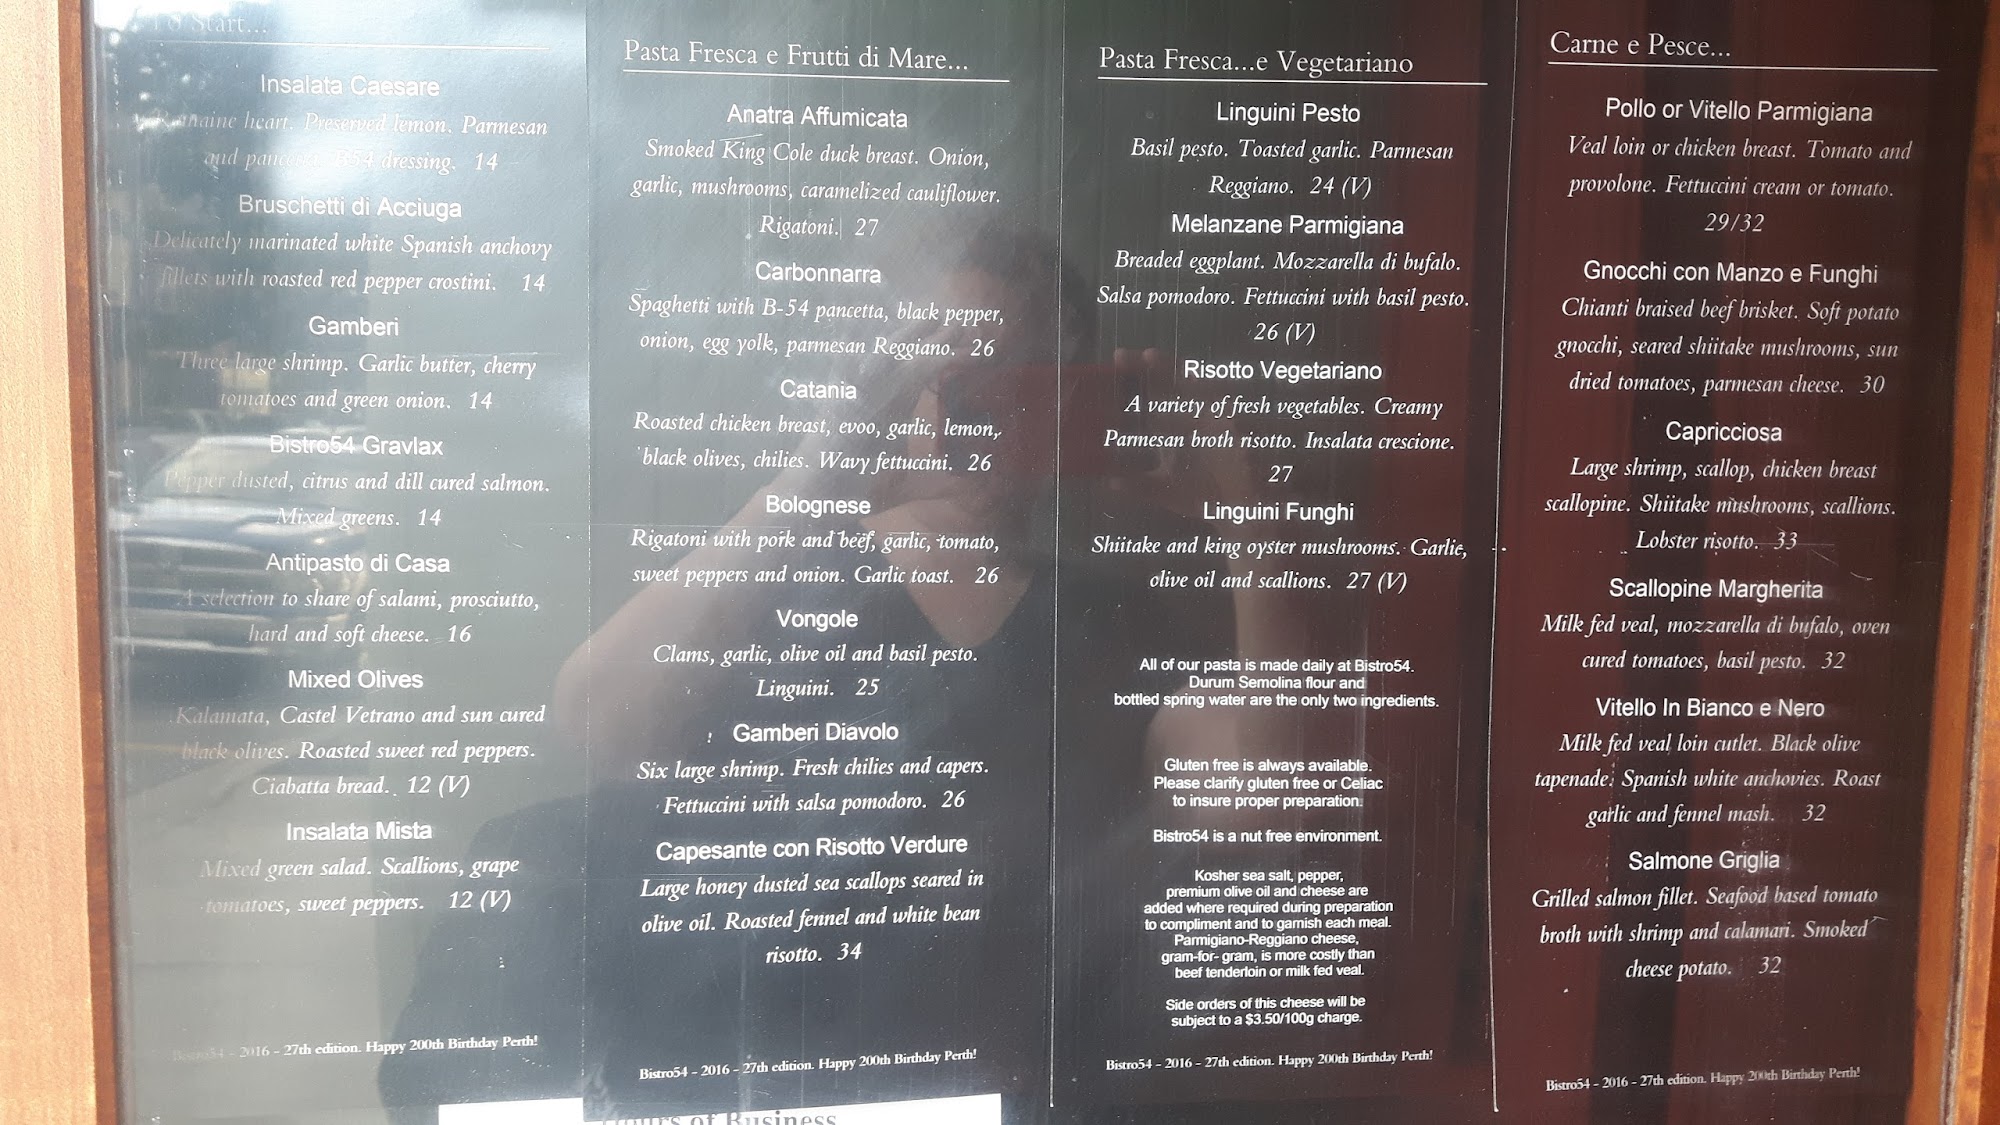 To Start...
Insalata Caesare
Romaine heart. Preserved lemon. Parmesan
and pancetta. B54 dressing. 14
Bruschetti di Acciuga
Delicately marinated white Spanish anchovy
fillets with roasted red pepper crostini. 14
Gamberi
Three large shrimp. Garlic butter, cherry
tomatoes and green onion. 14
Bistro54 Gravlax
Pepper dusted, citrus and dill cured salmon.
Mixed greens. 14
Antipasto di Casa
A selection to share of salami, prosciutto,
hard and soft cheese. 16
Mixed Olives
Kalamata, Castel Vetrano and sun cured
black olives. Roasted sweet red peppers.
Ciabatta bread. 12 (V)
Insalata Mista
Mixed green salad. Scallions, grape
tomatoes, sweet peppers. 12 (V)
Bistro54 - 2016 - 27th edition. Happy 200th Birthday Perth!
Pasta Fresca e Frutti di Mare...
Anatra Affumicata
Smoked King Cole duck breast. Onion,
garlic, mushrooms, caramelized cauliflower.
Rigatoni. 27
Carbonnarra
Spaghetti with B-54 pancetta, black pepper,
onion, egg yolk, parmesan Reggiano. 26
Catania
Roasted chicken breast, evoo, garlic, lemon,
black olives, chilies. Wavy fettuccini. 26
Bolognese
Rigatoni with pork and beef, garlic, tomato,
sweet peppers and onion. Garlic toast. 26
Vongole
Clams, garlic, olive oil and basil pesto.
Linguini. 25
Gamberi Diavolo
Six large shrimp. Fresh chilies and capers.
Fettuccini with salsa pomodoro. 26
Capesante con Risotto Verdure
Large honey dusted sea scallops seared in
olive oil. Roasted fennel and white bean
risotto. 34
Bistro54 - 2016 - 27th edition. Happy 200th Birthday Perth!
Hours of Business
Pasta Fresca...e Vegetariano
Linguini Pesto
Basil pesto. Toasted garlic. Parmesan
Reggiano. 24 (V)
Melanzane Parmigiana
Breaded eggplant. Mozzarella di bufalo.
Salsa pomodoro. Fettuccini with basil pesto.
26 (V)
Risotto Vegetariano
A variety of fresh vegetables. Creamy
Parmesan broth risotto. Insalata crescione.
27
Linguini Funghi
Shiitake and king oyster mushrooms. Garlic,
olive oil and scallions. 27 (V)
All of our pasta is made daily at Bistro54.
Durum Semolina flour and
bottled spring water are the only two ingredients.
Gluten free is always available.
Please clarify gluten free or Celiac
to insure proper preparation.
Bistro54 is a nut free environment.
Kosher sea salt, pepper,
premium olive oil and cheese are
added where required during preparation
to compliment and to garnish each meal.
Parmigiano-Reggiano cheese,
gram-for- gram, is more costly than
beef tenderloin or milk fed veal.
Side orders of this cheese will be
subject to a $3.50/100g charge.
Bistro54 - 2016 - 27th edition. Happy 200th Birthday Perth!
Carne e Pesce...
Pollo or Vitello Parmigiana
Veal loin or chicken breast. Tomato and
provolone. Fettuccini cream or tomato.
29/32
Gnocchi con Manzo e Funghi
Chianti braised beef brisket. Soft potato
gnocchi, seared shiitake mushrooms, sun
dried tomatoes, parmesan cheese. 30
Capricciosa
Large shrimp, scallop, chicken breast
scallopine. Shiitake mushrooms, scallions.
Lobster risotto. 33
Scallopine Margherita
Milk fed veal, mozzarella di bufalo, oven
cured tomatoes, basil pesto. 32
Vitello In Bianco e Nero
Milk fed veal loin cutlet. Black olive
tapenade. Spanish white anchovies. Roast
garlic and fennel mash. 32
Salmone Griglia
Grilled salmon fillet. Seafood based tomato
broth with shrimp and calamari. Smoked
cheese potato. 32
Bistro54 - 2016 - 27th edition. Happy 200th Birthday Perth!